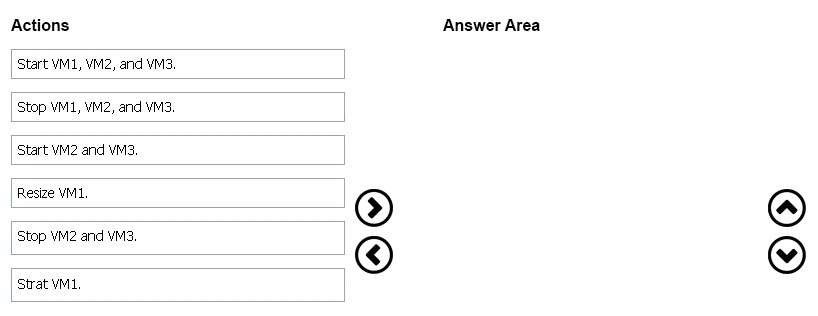 Actions
Answer Area
Start VM1, VM2, and VM3.
Stop VM1, VM2, and VM3.
Start VM2 and VM3.
Resize VM1.
Stop VM2 and VM3.
Strat VM1.